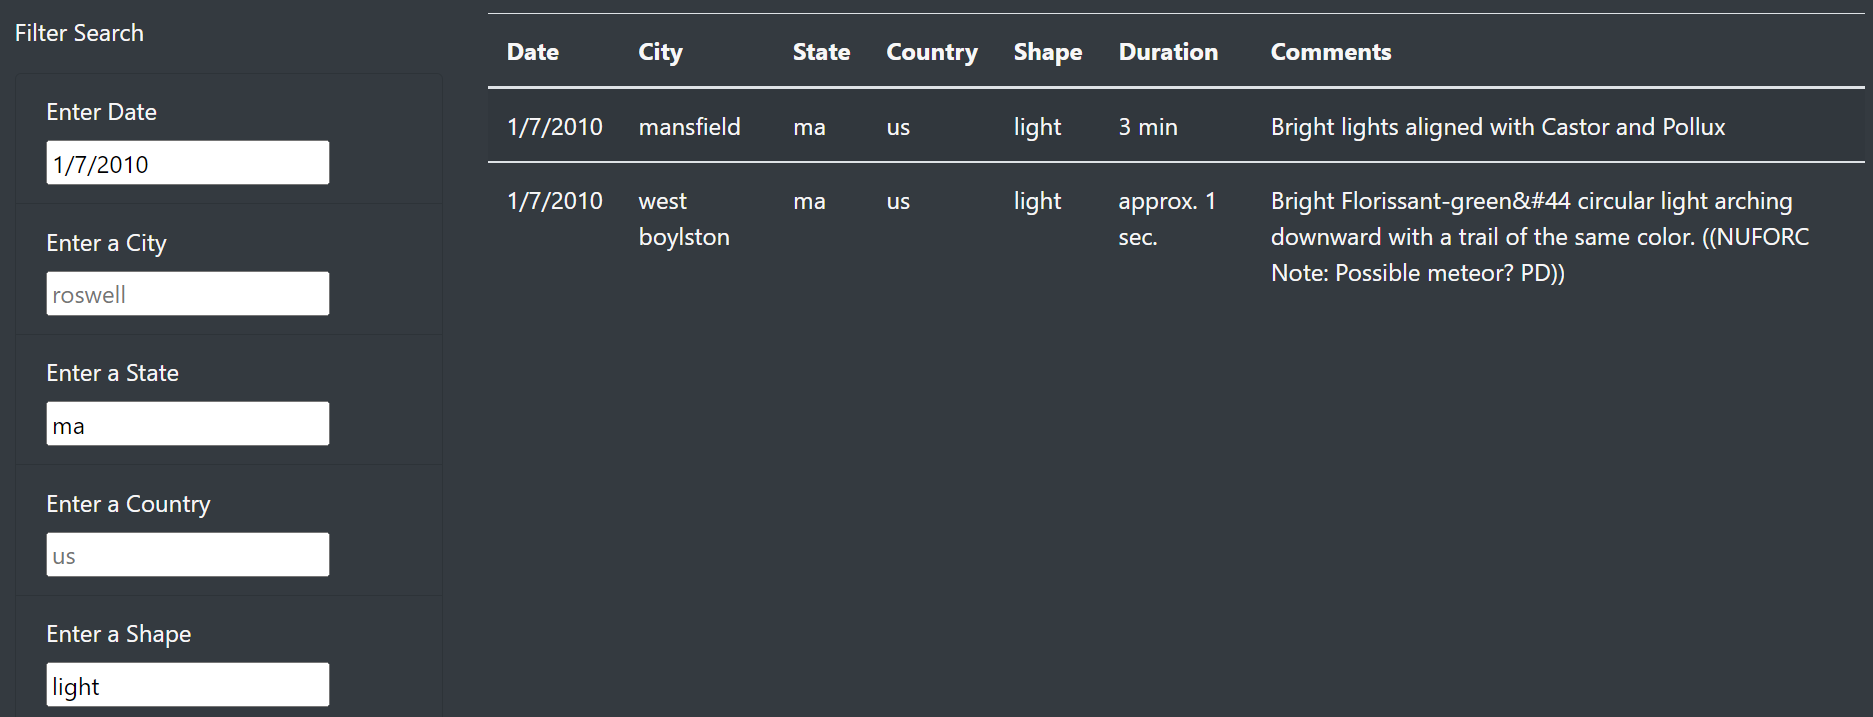 Filter Search
Enter Date
1/7/2010
Enter a City
roswell
Enter a State
ma
Enter a Country
us
Enter a Shape
light
Date City State Country Shape Duration Comments
1/7/2010 mansfield ma us light 3 min Bright lights aligned with Castor and Pollux
1/7/2010 west boylston ma us light approx. 1 sec. Bright Florissant-green&#44 circular light arching
downward with a trail of the same color. ((NUFORC
Note: Possible meteor? PD))